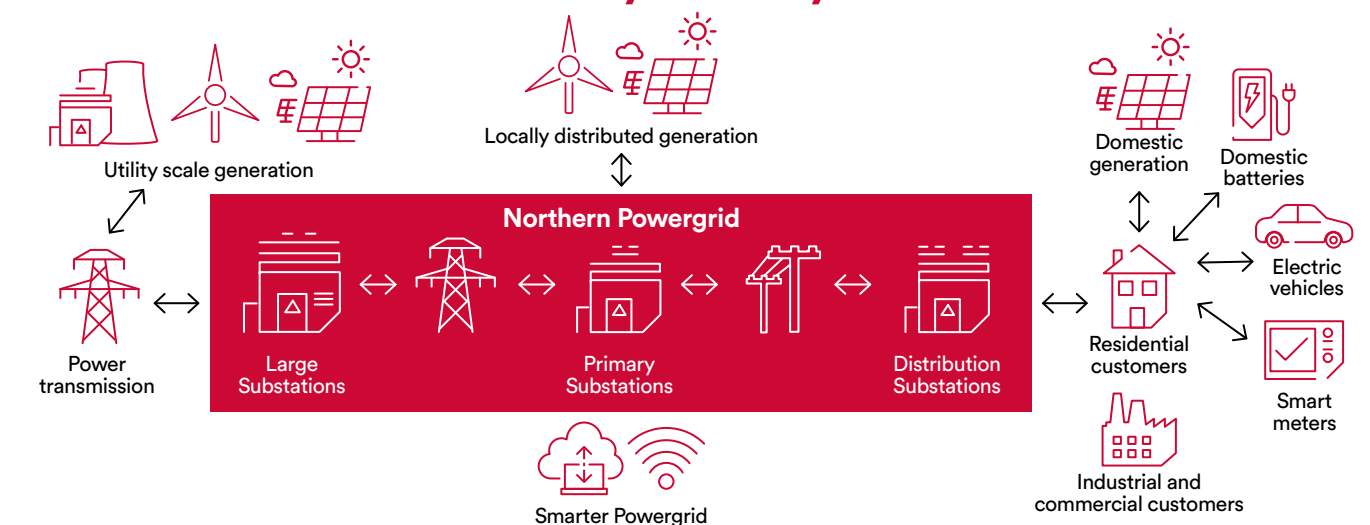 Utility scale generation
Locally distributed generation
Domestic
generation
Domestic
batteries
Northern Powergrid
Electric
vehicles
Power
transmission
Large
Substations
Primary
Substations
Distribution
Substations
Residential
customers
Smart
meters
Smarter Powergrid
Industrial and
commercial customers